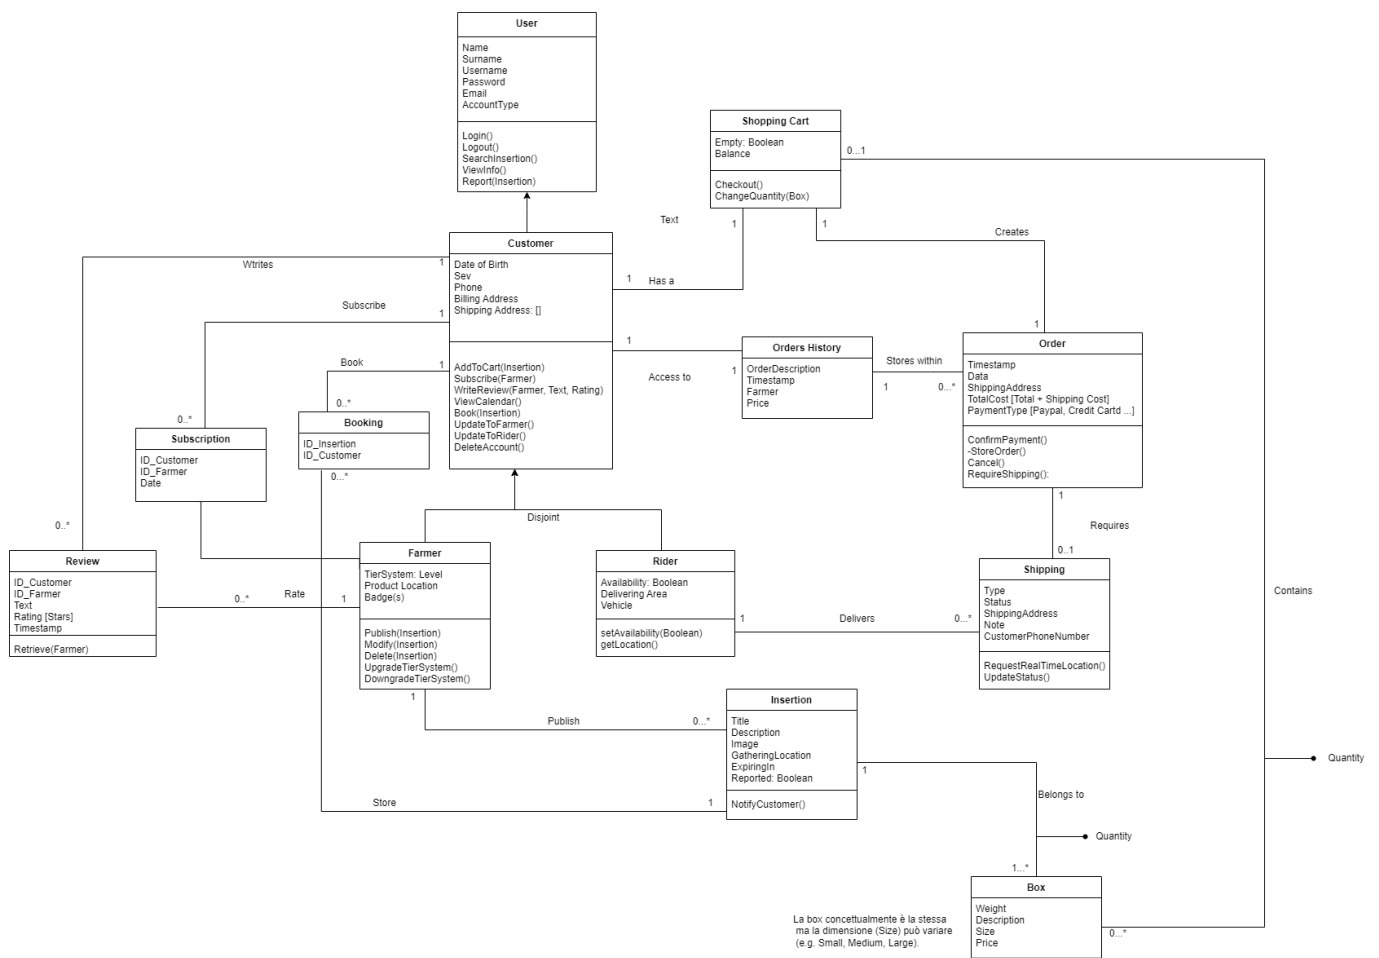 User
Name
Surname
Username
Password
Email
AccountType
Login()
Logout()
SearchInsertion()
ViewInfo()
Report(Insertion)
Shopping Cart
Empty: Boolean
Balance
Checkout()
ChangeQuantity(Box)
0...1
Text
1
1
Creates
Customer
Date of Birth
Sev
Phone
Billing Address
Shipping Address: []
AddToCart(Insertion)
Subscribe(Farmer)
WriteReview(Farmer, Text, Rating)
ViewCalendar()
Book(Insertion)
UpdateToFarmer()
UpdateToRider()
DeleteAccount()
1
Wtrites
1
Has a
Subscribe
1
Book
1
1
Access to
1
Orders History
OrderDescription
Timestamp
Farmer
Price
Stores within
1
0...*
1
Order
Timestamp
Data
ShippingAddress
TotalCost [Total + Shipping Cost]
PaymentType [Paypal, Credit Cartd ...]
ConfirmPayment()
-StoreOrder()
Cancel()
RequireShipping():
0..*
0..*
Booking
ID_Insertion
ID_Customer
0...*
Subscription
ID_Customer
ID_Farmer
Date
1
Requires
0..1
Disjoint
0..*
Review
ID_Customer
ID_Farmer
Text
Rating [Stars]
Timestamp
Retrieve(Farmer)
0..*
Rate
1
Farmer
TierSystem: Level
Product Location
Badge(s)
Publish(Insertion)
Modify(Insertion)
Delete(Insertion)
UpgradeTierSystem()
DowngradeTierSystem()
1
Rider
Availability: Boolean
Delivering Area
Vehicle
setAvailability(Boolean)
getLocation()
1
Delivers
0...*
Shipping
Type
Status
ShippingAddress
Note
CustomerPhoneNumber
RequestRealTimeLocation()
UpdateStatus()
Contains
Publish
0...*
Insertion
Title
Description
Image
GatheringLocation
ExpiringIn
Reported: Boolean
NotifyCustomer()
1
Store
1
Quantity
Belongs to
Quantity
1...*
Box
Weight
Description
Size
Price
0...*
La box concettualmente è la stessa
ma la dimensione (Size) può variare
(e.g. Small, Medium, Large).